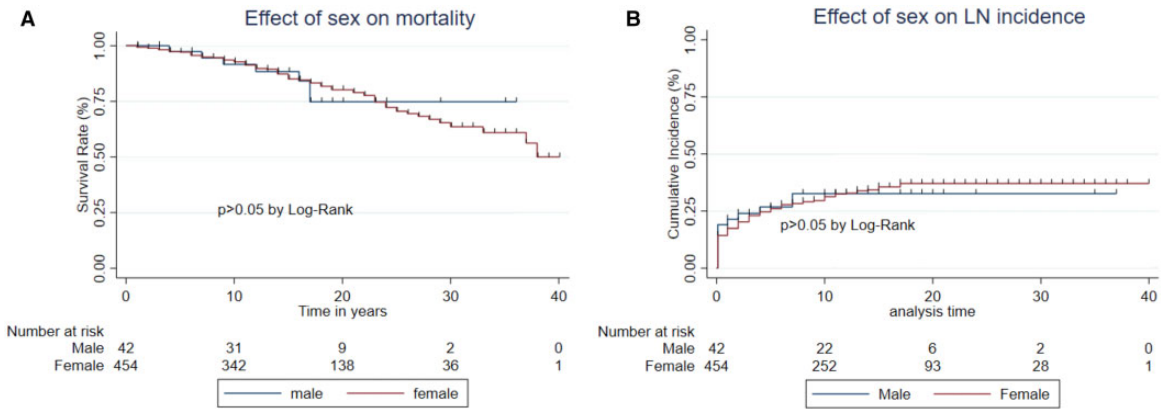 A
Effect of sex on mortality
Survival Rate (%)
1.00
0.75
0.50
0.25
0.00
p>0.05 by Log-Rank
0 10 20 30 40
Time in years
Number at risk
Male 42 31 9 2 0
Female 454 342 138 36 1
male female
B
Effect of sex on LN incidence
Cumulative Incidence (%)
1.00
0.75
0.50
0.25
0.00
p>0.05 by Log-Rank
0 10 20 30 40
analysis time
Number at risk
Male 42 22 6 2 0
Female 454 252 93 28 1
Male Female